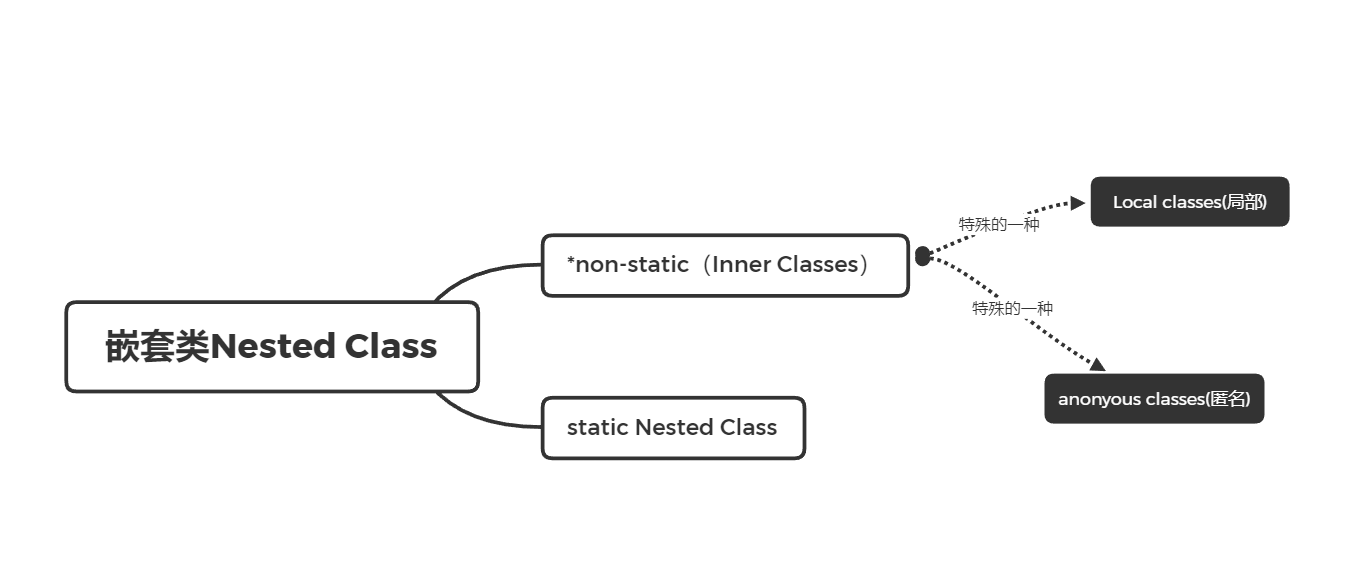 Local classes(局部)
特殊的一种
*non-static（Inner Classes）
特殊的一种
嵌套类Nested Class
anonyous classes(匿名)
static Nested Class